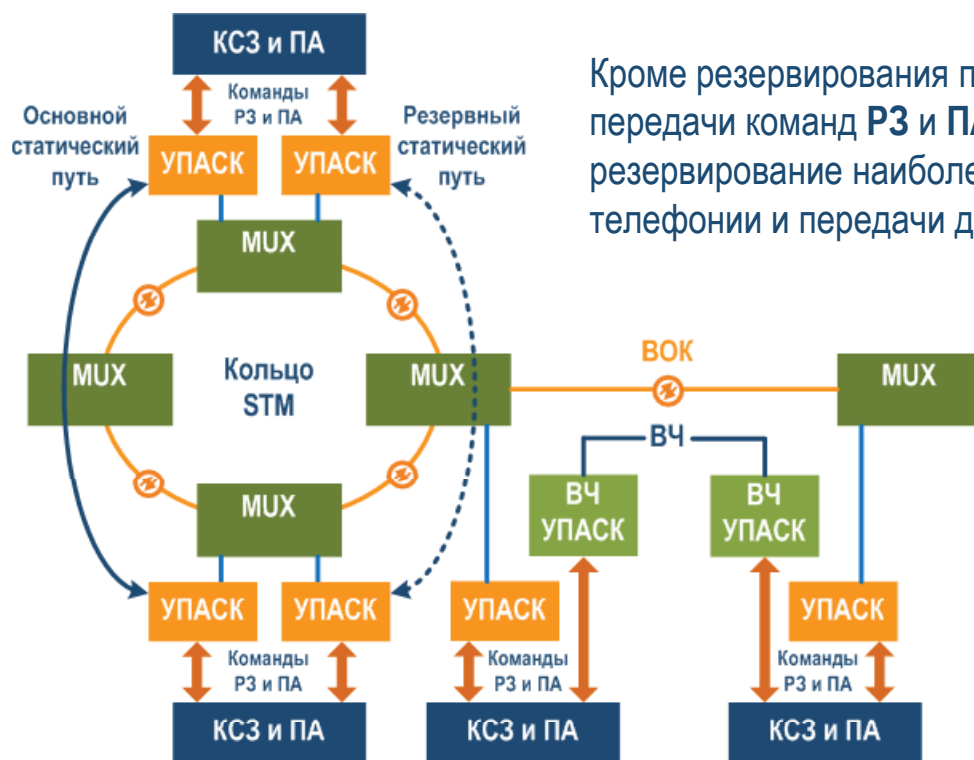 КСЗ и ПА
Команды
РЗ и ПА
Основной
статический
путь
Резервный
статический
путь
УПАСК
УПАСК
MUX
Кроме резервирования
передачи команд РЗ и
резервирование
телефонии и передачи
MUX
Кольцо
STM
MUX
ВОК
MUX
ВЧ
MUX
ВЧ
УПАСК
ВЧ
УПАСК
УПАСК
УПАСК
УПАСК
УПАСК
Команды
РЗ и ПА
Команды
РЗ и ПА
Команды
РЗ и ПА
КСЗ и ПА
КСЗ и ПА
КСЗ и ПА